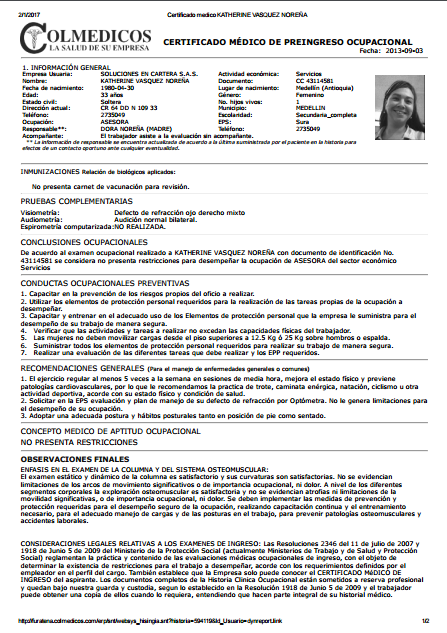 2/1/2017 Certificado medico KATHERINE VASQUEZ NOREÑA
COLMEDICOS
LA SALUD DE SU EMPRESA
CERTIFICADO MÉDICO DE PREINGRESO OCUPACIONAL
Fecha: 2013-09-03
1. INFORMACIÓN GENERAL
Empresa Usuaria: SOLUCIONES EN CARTERA S.A.S. Actividad económica: Servicios
Nombre: KATHERINE VASQUEZ NOREÑA Documento: CC 43114581
Fecha de nacimiento: 1980-04-30 Lugar de nacimiento: Medellín (Antioquia)
Edad: 33 años Género: Femenino
Estado civil: Soltera No. hijos vivos: 1
Dirección actual: CR 64 DD N 109 33 Municipio: MEDELLIN
Teléfono: 2735049 Escolaridad: Secundaria_completa
Ocupación: ASESORA EPS: Sura
Responsable**: DORA NOREÑA (MADRE) Teléfono: 2735049
Acompañante: El trabajador asiste a la evaluación sin acompañante.
** La información de responsable se encuentra actualizada de acuerdo a la última suministrada por el paciente en la historia para
efectos de un contacto oportuno ante cualquier eventualidad.
INMUNIZACIONES Relación de biológicos aplicados:
No presenta carnet de vacunación para revisión.
PRUEBAS COMPLEMENTARIAS
Visiometría: Defecto de refracción ojo derecho mixto
Audiometría: Audición normal bilateral.
Espirometría computarizada:NO REALIZADA.
CONCLUSIONES OCUPACIONALES
De acuerdo al examen ocupacional realizado a KATHERINE VASQUEZ NOREÑA con documento de identificación No.
43114581 se considera no presenta restricciones para desempeñar la ocupación de ASESORA del sector económico
Servicios
CONDUCTAS OCUPACIONALES PREVENTIVAS
1. Capacitar en la prevención de los riesgos propios del oficio a realizar.
2. Utilizar los elementos de protección personal requeridos para la realización de las tareas propias de la ocupación a
desempeñar.
3. Capacitar y entrenar en el adecuado uso de los Elementos de protección personal que la empresa le suministra para el
desempeño de su trabajo de manera segura.
4. Verificar que las actividades y tareas a realizar no excedan las capacidades físicas del trabajador.
5. Las mujeres no deben movilizar cargas desde el piso superiores a 12.5 Kg ó 25 Kg sobre hombros o espalda.
6. Suministrar todos los elementos de protección personal requeridos para realizar su trabajo de manera segura.
7. Realizar una evaluación de las diferentes tareas que debe realizar y los EPP requeridos.
RECOMENDACIONES GENERALES (Para el manejo de enfermedades generales o comunes)
1. El ejercicio regular al menos 5 veces a la semana en sesiones de media hora, mejora el estado físico y previene
patologías cardiovasculares, por lo que le recomendamos la practica de trote, caminata enérgica, natación, ciclismo u otra
actividad deportiva, acorde con su estado físico y condición de salud.
2. Solicitar en la EPS evaluación y plan de manejo de su defecto de refracción por Optómetra. No le genera limitaciones para
el desempeño de su ocupación.
3. Adoptar una adecuada postura y hábitos posturales tanto en posición de pie como sentado.
CONCEPTO MEDICO DE APTITUD OCUPACIONAL
NO PRESENTA RESTRICCIONES
OBSERVACIONES FINALES
ENFASIS EN EL EXAMEN DE LA COLUMNA Y DEL SISTEMA OSTEOMUSCULAR:
El examen estático y dinámico de la columna es satisfactorio y sus curvaturas son satisfactorias. No se evidencian
limitaciones de los arcos de movimiento significativos o de importancia ocupacional, ni dolor. A nivel de los diferentes
segmentos corporales la exploración osteomuscular es satisfactoria y no se evidencian atrofias ni limitaciones de la
movilidad significativas, o de importancia ocupacional, ni dolor. Se deben implementar las medidas de prevención y
protección requeridas para el desempeño seguro de la ocupación, realizando capacitación continua y el entrenamiento
necesario, para el adecuado manejo de cargas y de las posturas en el trabajo, para prevenir patologías osteomusculares y
accidentes laborales.
CONSIDERACIONES LEGALES RELATIVAS A LOS EXAMENES DE INGRESO: Las Resoluciones 2346 del 11 de julio de 2007 y
1918 de Junio 5 de 2009 del Ministerio de la Protección Social (actualmente Ministerios de Trabajo y de Salud y Protección
Social) reglamentan la práctica y contenido de las evaluaciones médicas ocupacionales de ingreso, con el objeto de
determinar la existencia de restricciones para el trabajo a desempeñar, acorde con los requerimientos definidos por el
empleador en el perfil del cargo. También establece que la Empresa solo puede conocer el CERTIFICADO MÉDICO DE
INGRESO del aspirante. Los documentos completos de la Historia Clínica Ocupacional están sometidos a reserva profesional
y quedan bajo nuestra guarda y custodia, según lo establecido en la Resolución 1918 de Junio 5 de 2009 y el trabajador
puede obtener una copia de ellos cuando lo requiera, entendiendo que hacen parte integral de su historial médico.
1/2